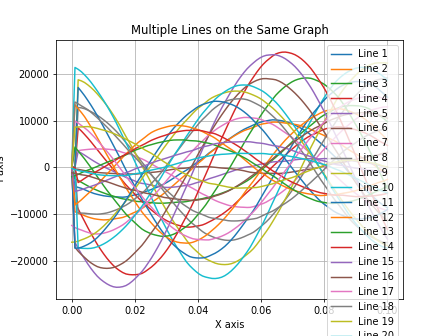 Multiple Lines on the Same Graph
20000
10000
0
−10000
−20000
0.00
0.02
0.04
0.06
X axis
Line 1
Line 2
Line 3
Line 4
Line 5
Line 6
Line 7
Line 8
Line 9
Line 10
Line 11
Line 12
Line 13
Line 14
Line 15
Line 16
Line 17
Line 18
Line 19
Line 20